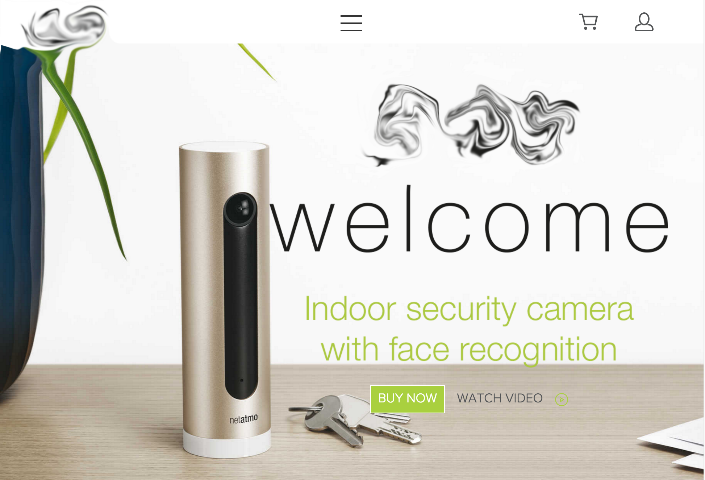 welcome
Indoor security camera
with face recognition
BUY NOW WATCH VIDEO
netatmo